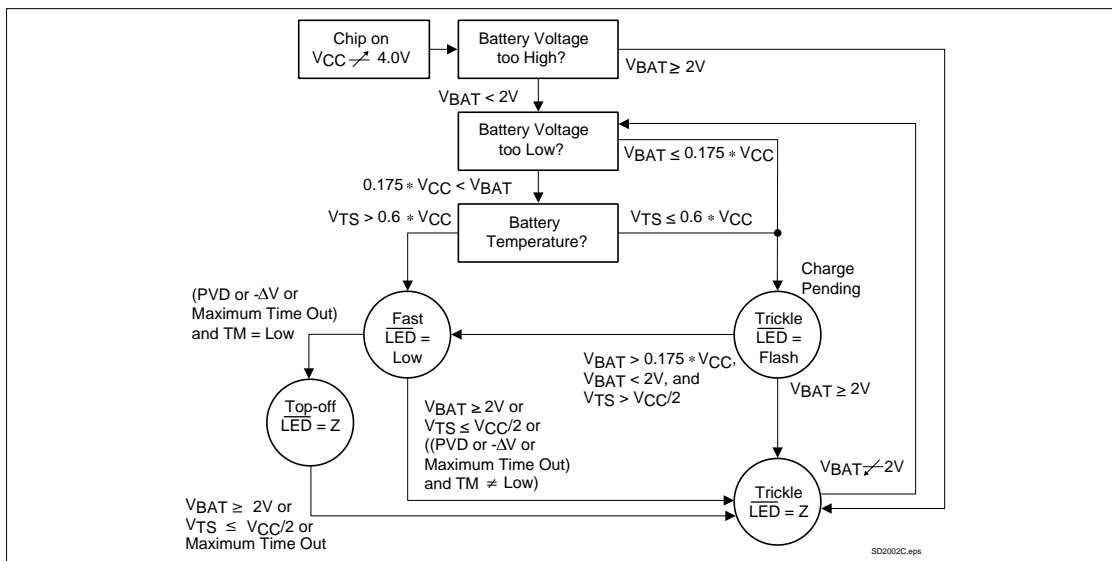 Chip on
VCC 4.0V
Battery Voltage
too High?
VBAT ≥ 2V
VBAT < 2V
Battery Voltage
too Low?
VBAT ≤ 0.175 * VCC
0.175 * VCC < VBAT
VTS > 0.6 * VCC
Battery
Temperature?
VTS ≤ 0.6 * VCC
Charge
Pending
(PVD or -ΔV or
Maximum Time Out)
and TM = Low
Fast
LED =
Low
Trickle
LED =
Flash
VBAT > 0.175 * VCC,
VBAT < 2V, and
VTS > VCC/2
VBAT ≥ 2V
Top-off
LED = Z
VBAT ≥ 2V or
VTS ≤ VCC/2 or
((PVD or -ΔV or
Maximum Time Out)
and TM ≠ Low)
VBAT 2V
Trickle
LED = Z
VBAT ≥ 2V or
VTS ≤ VCC/2 or
Maximum Time Out
SD2002C.eps